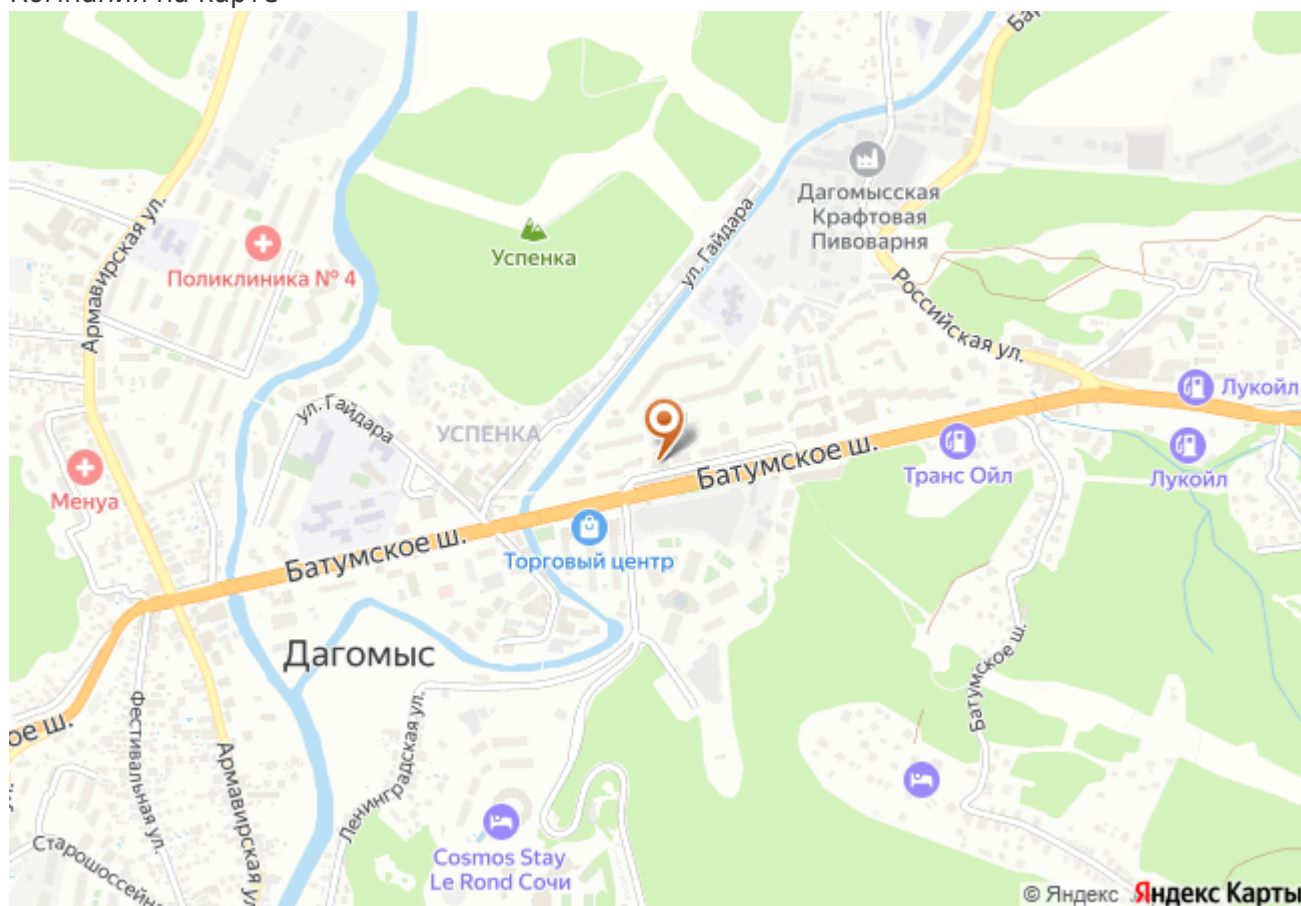 Компания на карте
Бар
Дагомысская
Крафтовая
Пивоварня
Армавирская ул.
Поликлиника № 4
Успенка
ул. Гайдара
Российская ул.
Лукойл
ул. Гайдара
УСПЕНКА
Менуа
Батумское ш.
Транс Ойл
Лукойл
Батумское ш.
Торговый центр
Дагомыс
ое ш.
Фестивальная ул.
Армавирская ул
Ленинградская ул.
Батумское ш.
Старошоссейна
Cosmos Stay
Le Rond Сочи
© Яндекс Яндекс Карты